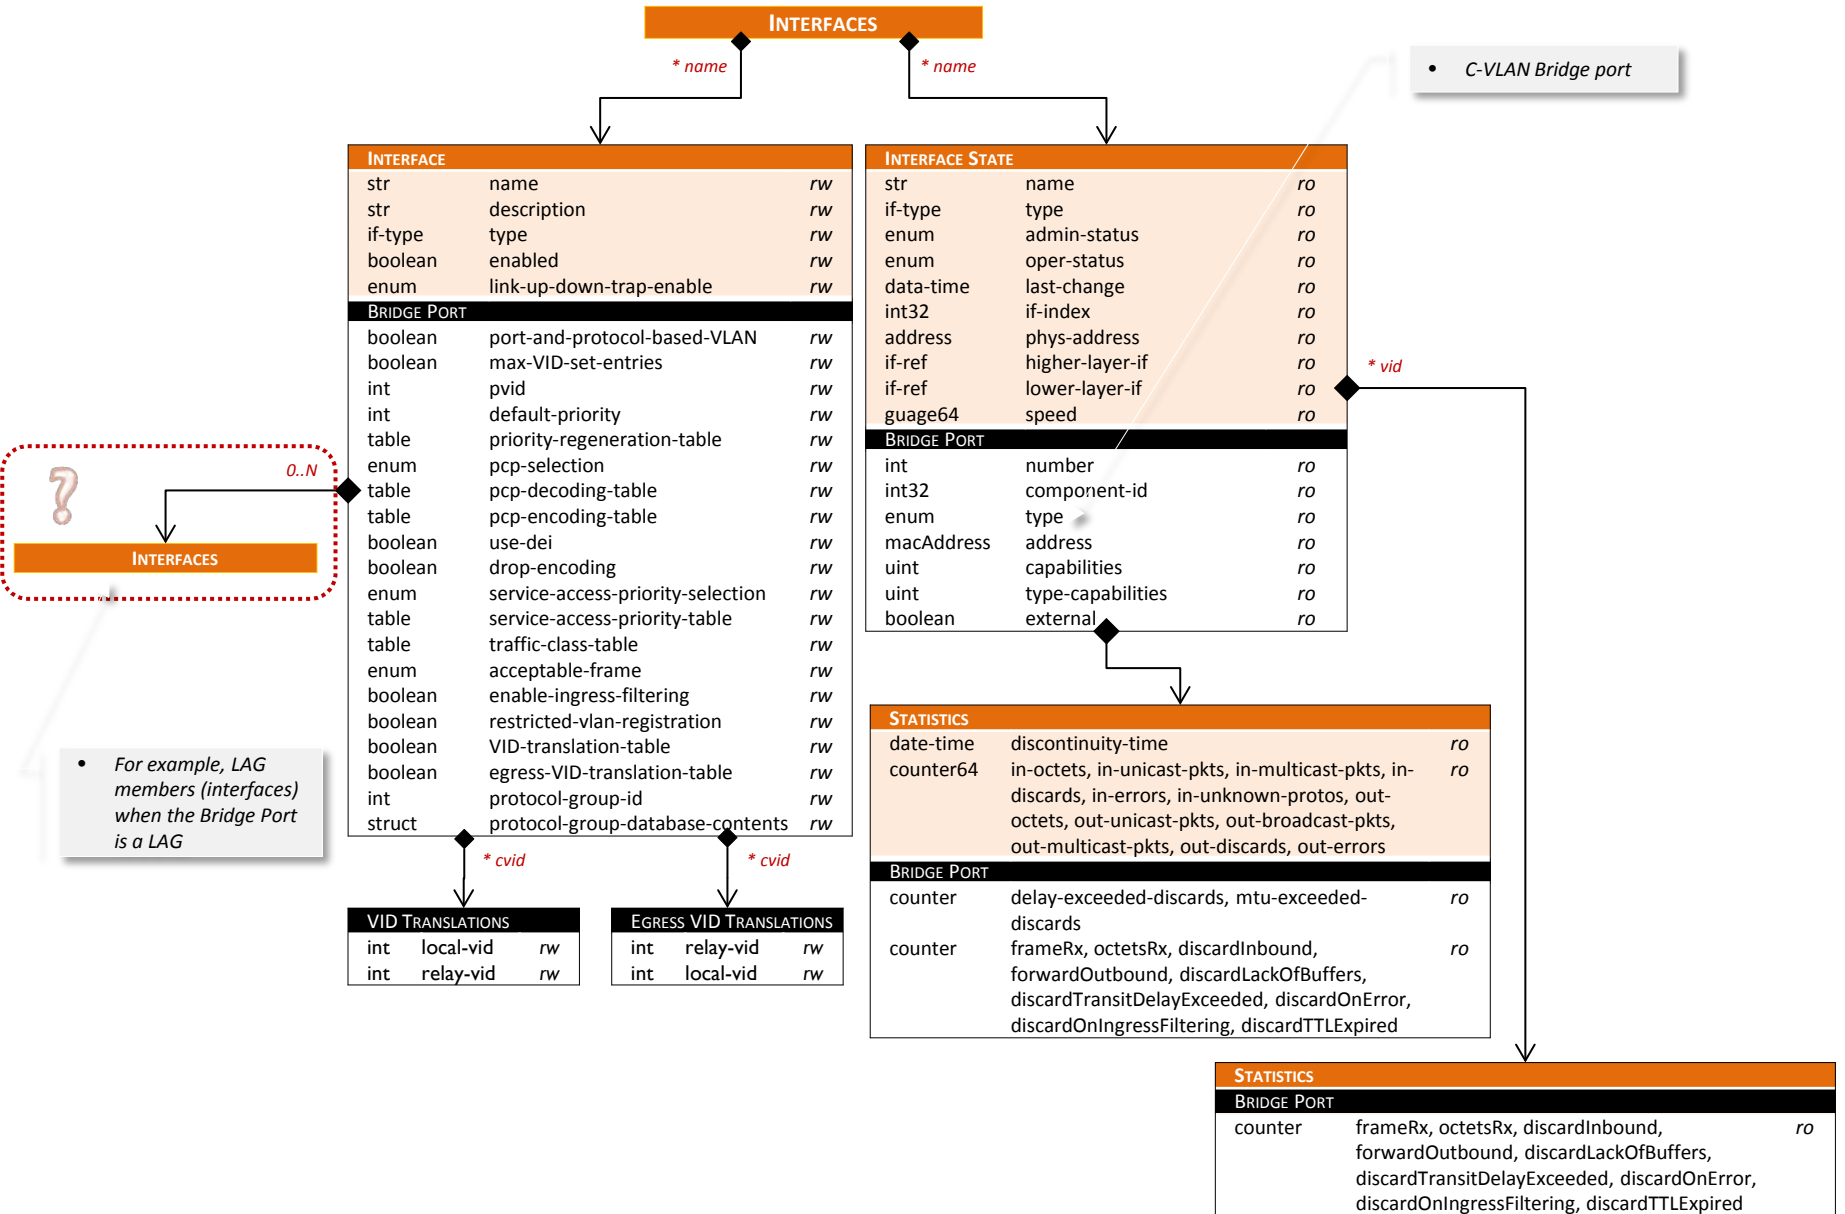 INTERFACES
* name
* name
• C-VLAN Bridge port
INTERFACE
str name rw
str description rw
if-type type rw
boolean enabled rw
enum link-up-down-trap-enable rw
BRIDGE PORT
boolean port-and-protocol-based-VLAN rw
boolean max-VID-set-entries rw
int pvid rw
int default-priority rw
table priority-regeneration-table rw
enum pcp-selection rw
table pcp-decoding-table rw
table pcp-encoding-table rw
boolean use-dei rw
boolean drop-encoding rw
enum service-access-priority-selection rw
table service-access-priority-table rw
table traffic-class-table rw
enum acceptable-frame rw
boolean enable-ingress-filtering rw
boolean restricted-vlan-registration rw
boolean VID-translation-table rw
boolean egress-VID-translation-table rw
int protocol-group-id rw
struct protocol-group-database-contents rw
INTERFACE STATE
str name ro
if-type type ro
enum admin-status ro
enum oper-status ro
data-time last-change ro
int32 if-index ro
address phys-address ro
if-ref higher-layer-if ro
if-ref lower-layer-if ro
guage64 speed ro
BRIDGE PORT
int number ro
int32 component-id ro
enum type ro
macAddress address ro
uint capabilities ro
uint type-capabilities ro
boolean external ro
* vid
?
0..N
INTERFACES
• For example, LAG
members (interfaces)
when the Bridge Port
is a LAG
* cvid
* cvid
VID TRANSLATIONS
int local-vid rw
int relay-vid rw
EGRESS VID TRANSLATIONS
int relay-vid rw
int local-vid rw
STATISTICS
date-time discontinuity-time ro
counter64 in-octets, in-unicast-pkts, in-multicast-pkts, in- ro
discards, in-errors, in-unknown-protos, out-
octets, out-unicast-pkts, out-broadcast-pkts,
out-multicast-pkts, out-discards, out-errors
BRIDGE PORT
counter delay-exceeded-discards, mtu-exceeded- ro
discards
counter frameRx, octetsRx, discardInbound, ro
forwardOutbound, discardLackOfBuffers,
discardTransitDelayExceeded, discardOnError,
discardOnIngressFiltering, discardTTLExpired
STATISTICS
BRIDGE PORT
counter frameRx, octetsRx, discardInbound, ro
forwardOutbound, discardLackOfBuffers,
discardTransitDelayExceeded, discardOnError,
discardOnIngressFiltering, discardTTLExpired